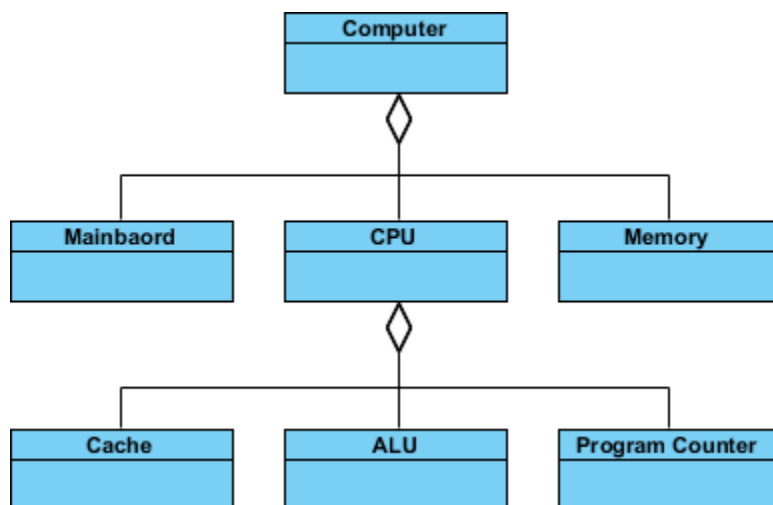 Computer
Mainbaord
CPU
Memory
Cache
ALU
Program Counter